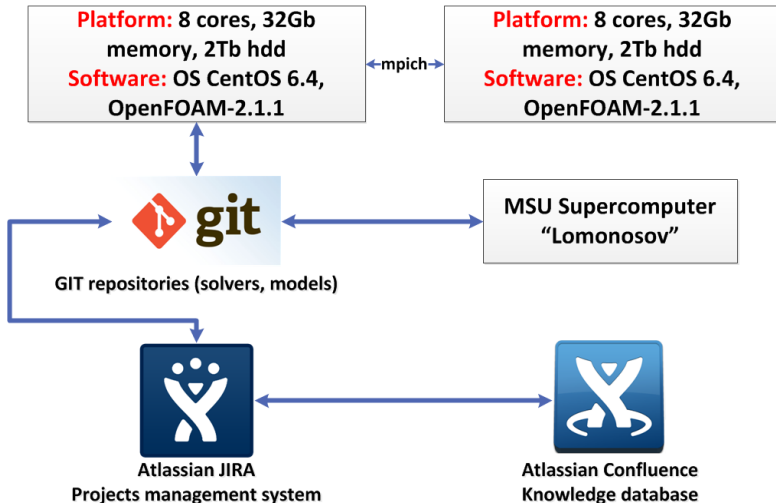 Platform: 8 cores, 32Gb
memory, 2Tb hdd
Software: OS CentOS 6.4,
OpenFOAM-2.1.1
mpich
Platform: 8 cores, 32Gb
memory, 2Tb hdd
Software: OS CentOS 6.4,
OpenFOAM-2.1.1
git
GIT repositories (solvers, models)
MSU Supercomputer
“Lomonosov”
Atlassian JIRA
Projects management system
Atlassian Confluence
Knowledge database